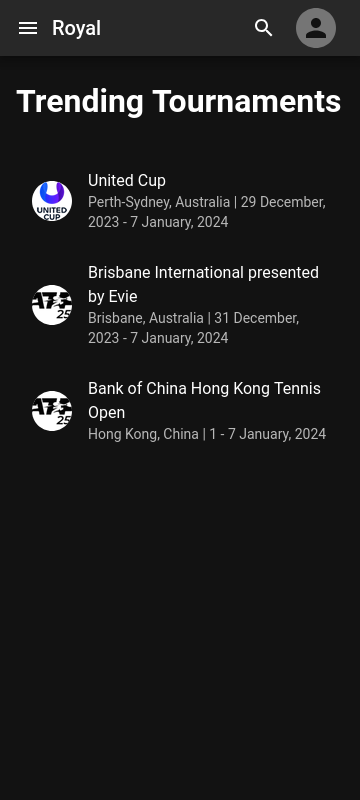 Royal
Trending Tournaments
United Cup
Perth-Sydney, Australia | 29 December,
2023 - 7 January, 2024
UNITED
CUP
Brisbane International presented
by Evie
Brisbane, Australia | 31 December,
2023 - 7 January, 2024
ATP
25
Bank of China Hong Kong Tennis
Open
Hong Kong, China | 1 - 7 January, 2024
ATP
25